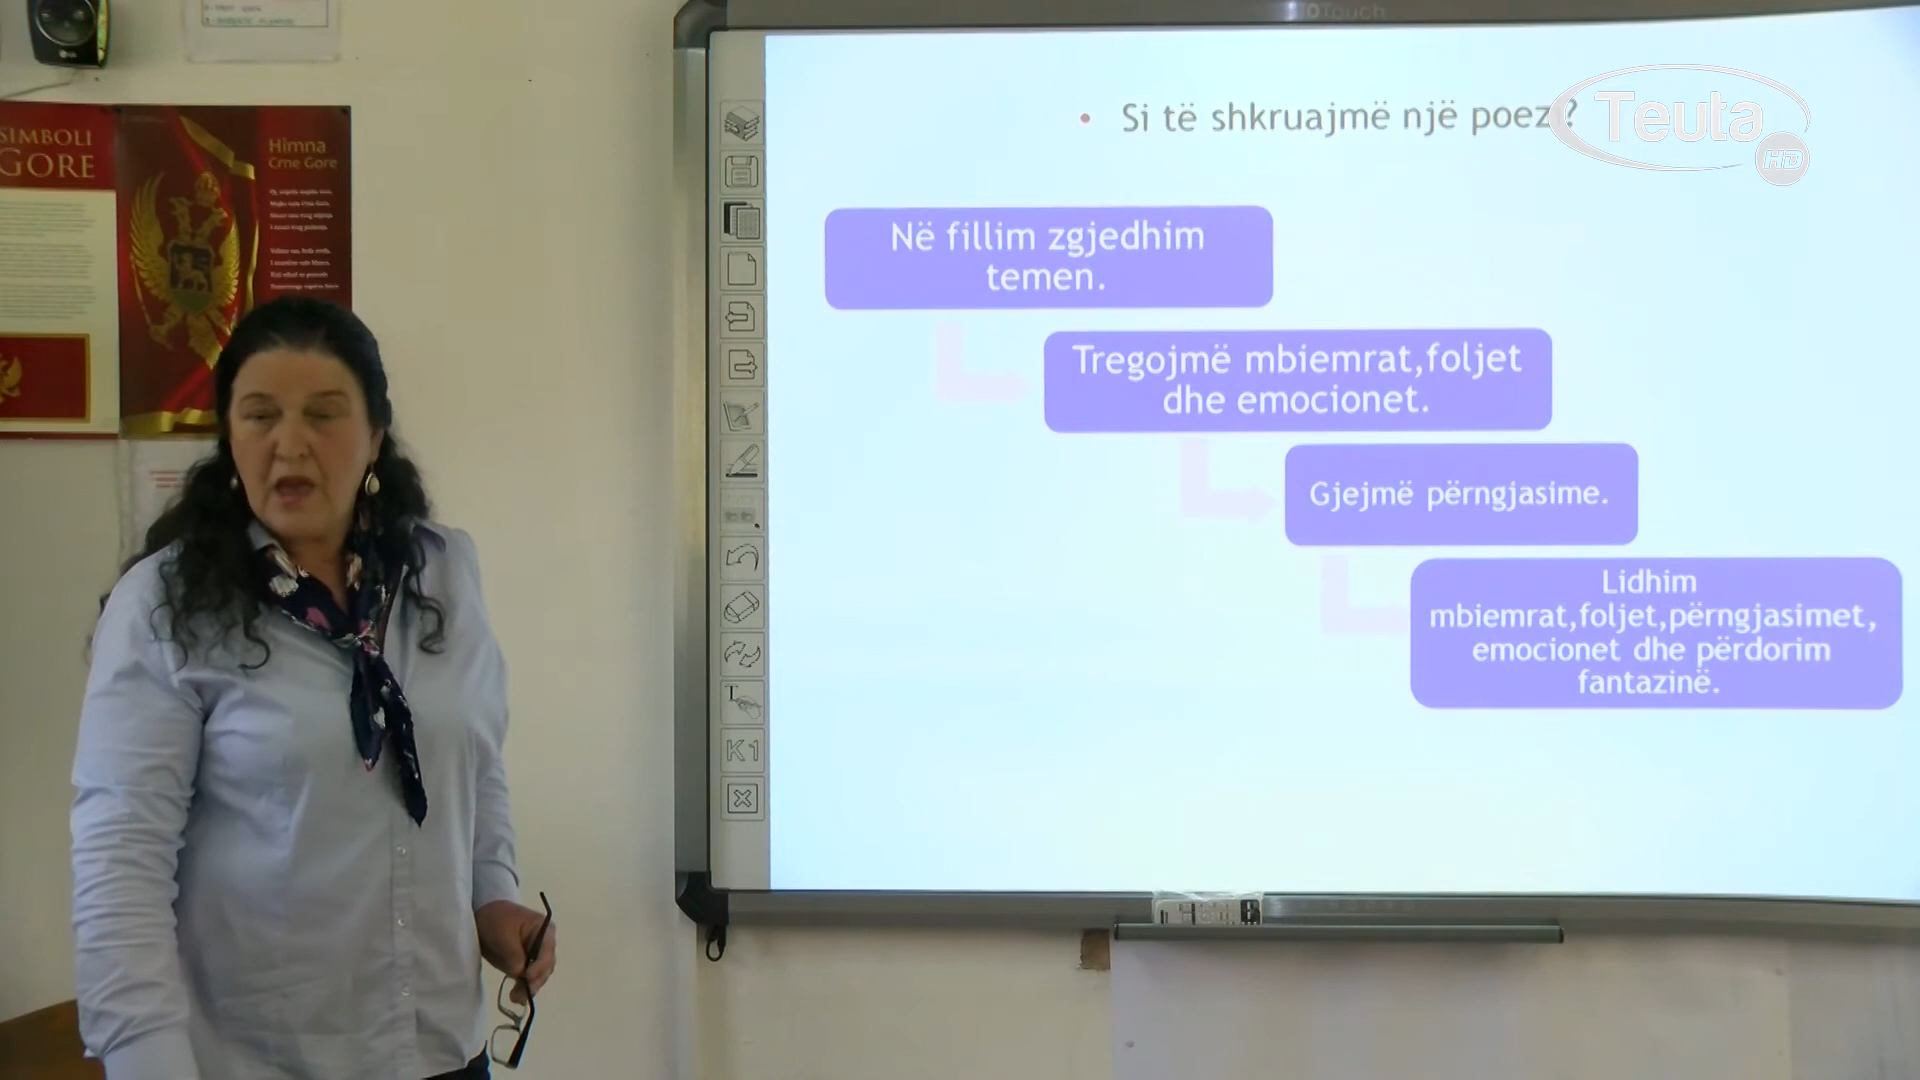 SIMBOLI
GORE
Himna
Crne Gore
Si të shkruajmë një poezi?
Teuta
HD
Në fillim zgjedhim
temen.
Tregojmë mbiemrat,foljet
dhe emocionet.
Gjejmë përngjasime.
Lidhim
mbiemrat,foljet,përngjasimet,
emocionet dhe përdorim
fantazinë.
K1